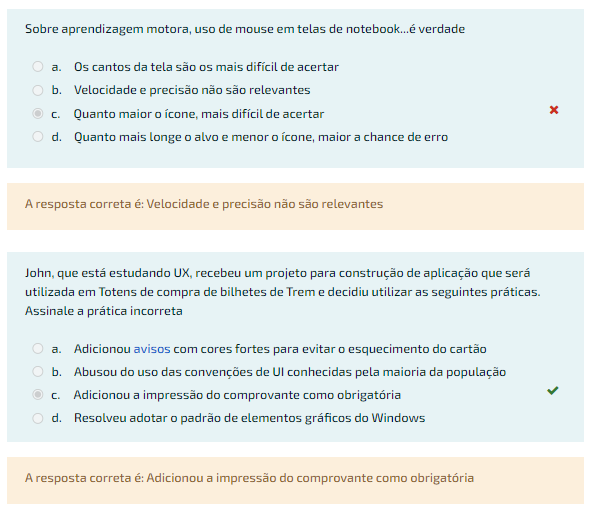 Sobre aprendizagem motora, uso de mouse em telas de notebook...é verdade
a. Os cantos da tela são os mais difícil de acertar
b. Velocidade e precisão não são relevantes
c. Quanto maior o ícone, mais difícil de acertar
d. Quanto mais longe o alvo e menor o ícone, maior a chance de erro
A resposta correta é: Velocidade e precisão não são relevantes
John, que está estudando UX, recebeu um projeto para construção de aplicação que será
utilizada em Totens de compra de bilhetes de Trem e decidiu utilizar as seguintes práticas.
Assinale a prática incorreta
a. Adicionou avisos com cores fortes para evitar o esquecimento do cartão
b. Abusou do uso das convenções de UI conhecidas pela maioria da população
c. Adicionou a impressão do comprovante como obrigatória
d. Resolveu adotar o padrão de elementos gráficos do Windows
A resposta correta é: Adicionou a impressão do comprovante como obrigatória